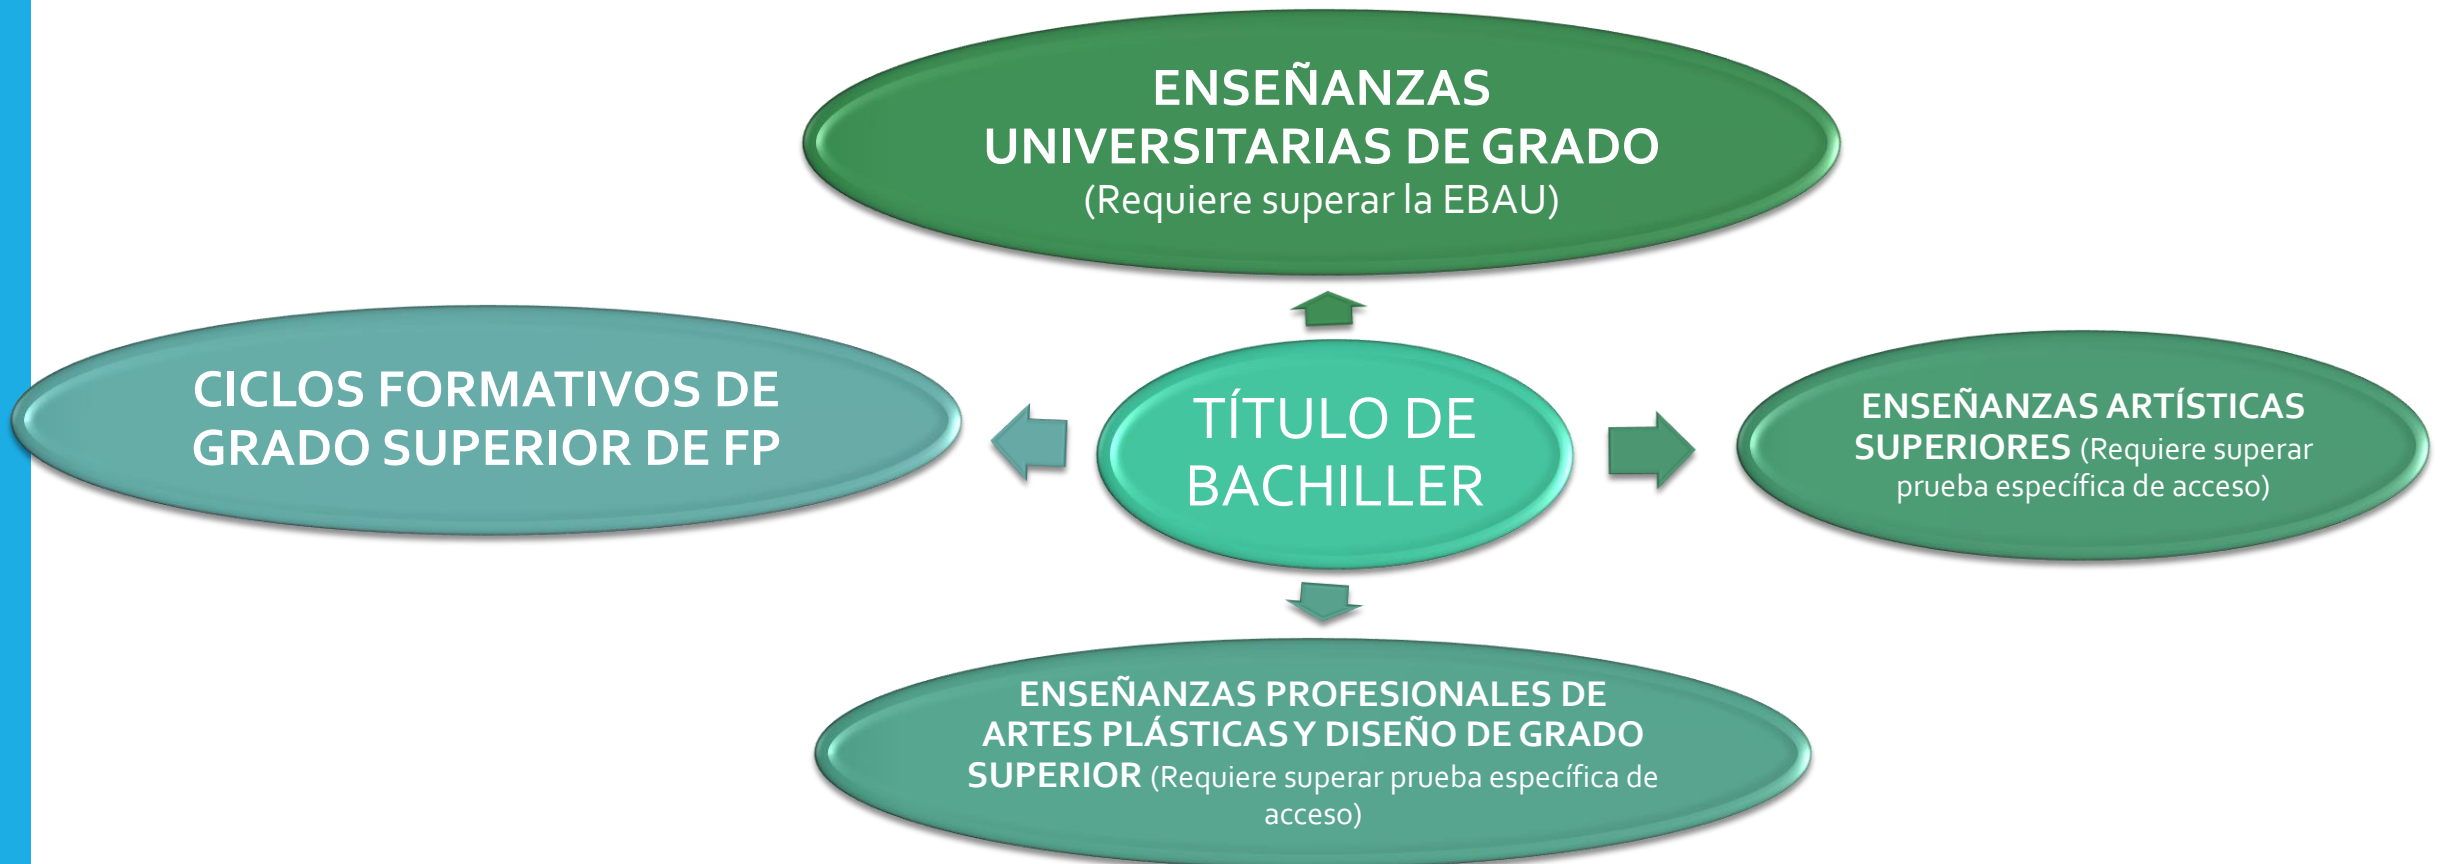 ENSEÑANZAS
UNIVERSITARIAS DE GRADO
(Requiere superar la EBAU)
CICLOS FORMATIVOS DE
GRADO SUPERIOR DE FP
TÍTULO DE
BACHILLER
ENSEÑANZAS ARTÍSTICAS
SUPERIORES (Requiere superar
prueba específica de acceso)
ENSEÑANZAS PROFESIONALES DE
ARTES PLÁSTICAS Y DISEÑO DE GRADO
SUPERIOR (Requiere superar prueba específica de
acceso)